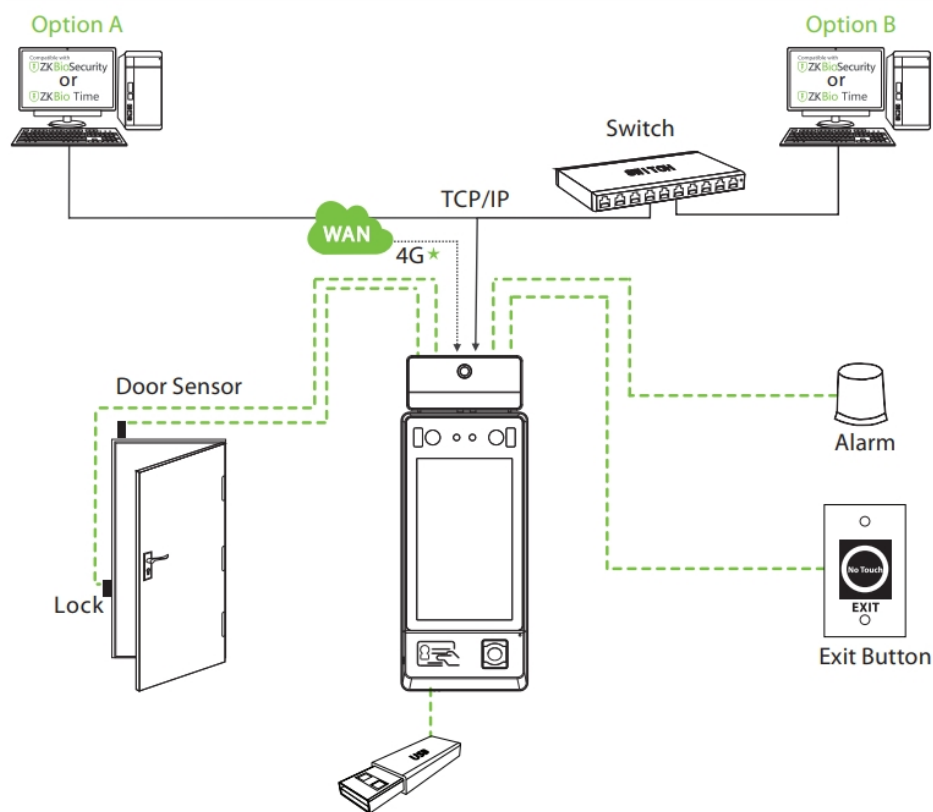 Option A
Option B
Compatible with
ZKBioSecurity
or
ZKBio Time
Compatible with
ZKBioSecurity
or
ZKBio Time
Switch
SWITCH
TCP/IP
WAN
4G★
Door Sensor
Alarm
Lock
No Touch
EXIT
Exit Button
USB